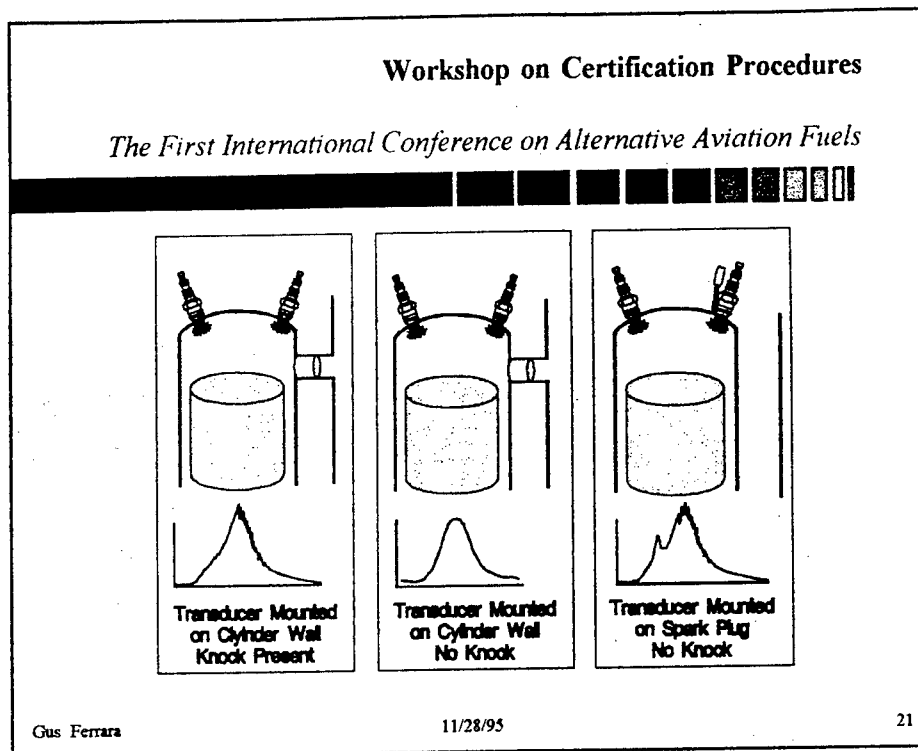 Workshop on Certification Procedures
The First International Conference on Alternative Aviation Fuels
Transducer Mounted
on Clyinder Wall
Knock Present
Transducer Mounted
on Cylinder Wall
No Knock
Transducer Mounted
on Spark Plug
No Knock
Gus Ferrara
11/28/95
21